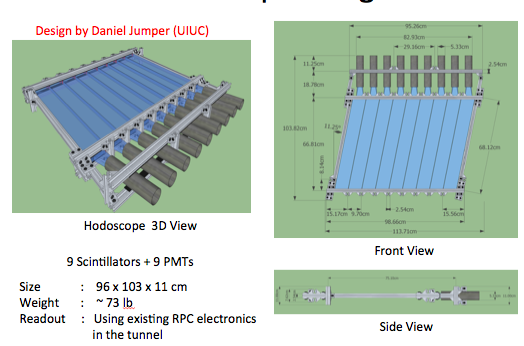 Design by Daniel Jumper (UIUC)
Hodoscope 3D View
9 Scintillators + 9 PMTs
Size : 96 x 103 x 11 cm
Weight : ~ 73 lb
Readout : Using existing RPC electronics
in the tunnel
95.26cm
82.93cm
29.16cm
5.33cm
11.25cm
2.54cm
18.78cm
103.82cm
11.25
66.81cm
68.12cm
15.17cm
9.70cm
2.54cm
15.56cm
98.66cm
113.71cm
Front View
Side View